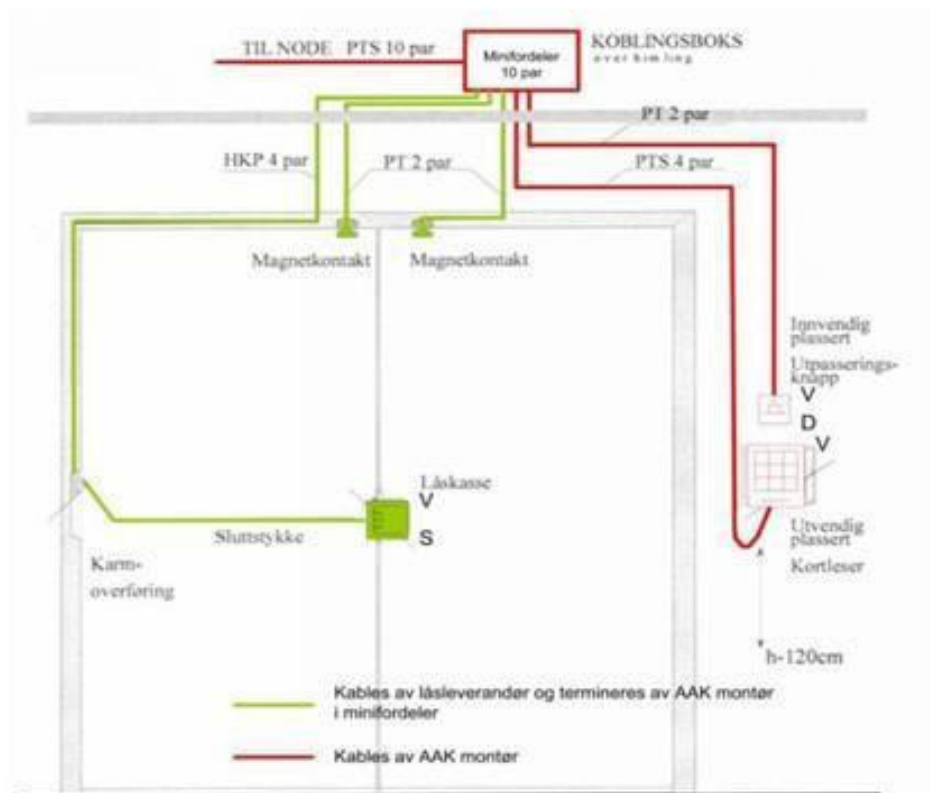 TIL NODE PTS 10 par
Minifordeler
10 par
KOBLINGSBOKS
over himling
PT 2 par
HKP 4 par
PT 2 par
PTS 4 par
Magnetkontakt
Magnetkontakt
Innvendig
plassert
Utpasserings-
knapp
V
D
V
Låskasse
V
S
Sluttstykke
Utvendig
plassert
Kortleser
Karm-
overføring
h-120cm
Kables av låsleverandør og termineres av AAK montør
i minifordeler
Kables av AAK montør